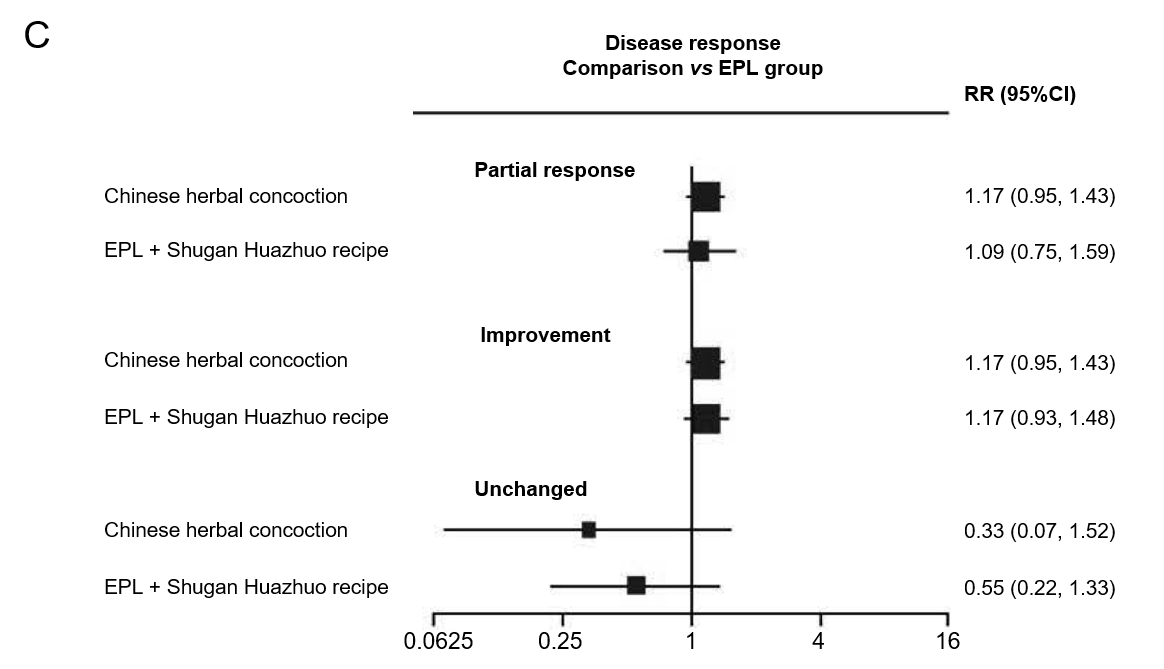 C
Disease response
Comparison vs EPL group
RR (95%CI)
Partial response
Chinese herbal concoction 1.17 (0.95, 1.43)
EPL + Shugan Huazhuo recipe 1.09 (0.75, 1.59)
Improvement
Chinese herbal concoction 1.17 (0.95, 1.43)
EPL + Shugan Huazhuo recipe 1.17 (0.93, 1.48)
Unchanged
Chinese herbal concoction 0.33 (0.07, 1.52)
EPL + Shugan Huazhuo recipe 0.55 (0.22, 1.33)
0.0625 0.25 1 4 16